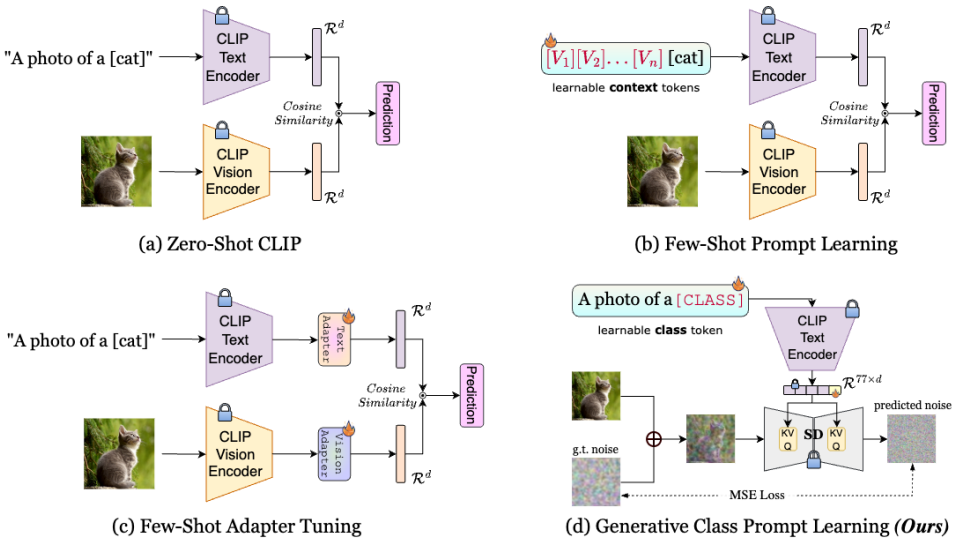 "A photo of a [cat]"
CLIP
Text
Encoder
ℛ^d
Cosine
Similarity
Prediction
CLIP
Vision
Encoder
ℛ^d
(a) Zero-Shot CLIP
[V_1][V_2]...[V_n] [cat]
learnable context tokens
CLIP
Text
Encoder
ℛ^d
Cosine
Similarity
Prediction
CLIP
Vision
Encoder
ℛ^d
(b) Few-Shot Prompt Learning
"A photo of a [cat]"
CLIP
Text
Encoder
Text
Adapter
ℛ^d
Cosine
Similarity
Prediction
CLIP
Vision
Encoder
Vision
Adapter
ℛ^d
(c) Few-Shot Adapter Tuning
A photo of a [CLASS]
learnable class token
CLIP
Text
Encoder
ℛ^{77×d}
g.t. noise
KV
Q
SD
KV
Q
predicted noise
MSE Loss
(d) Generative Class Prompt Learning (Ours)